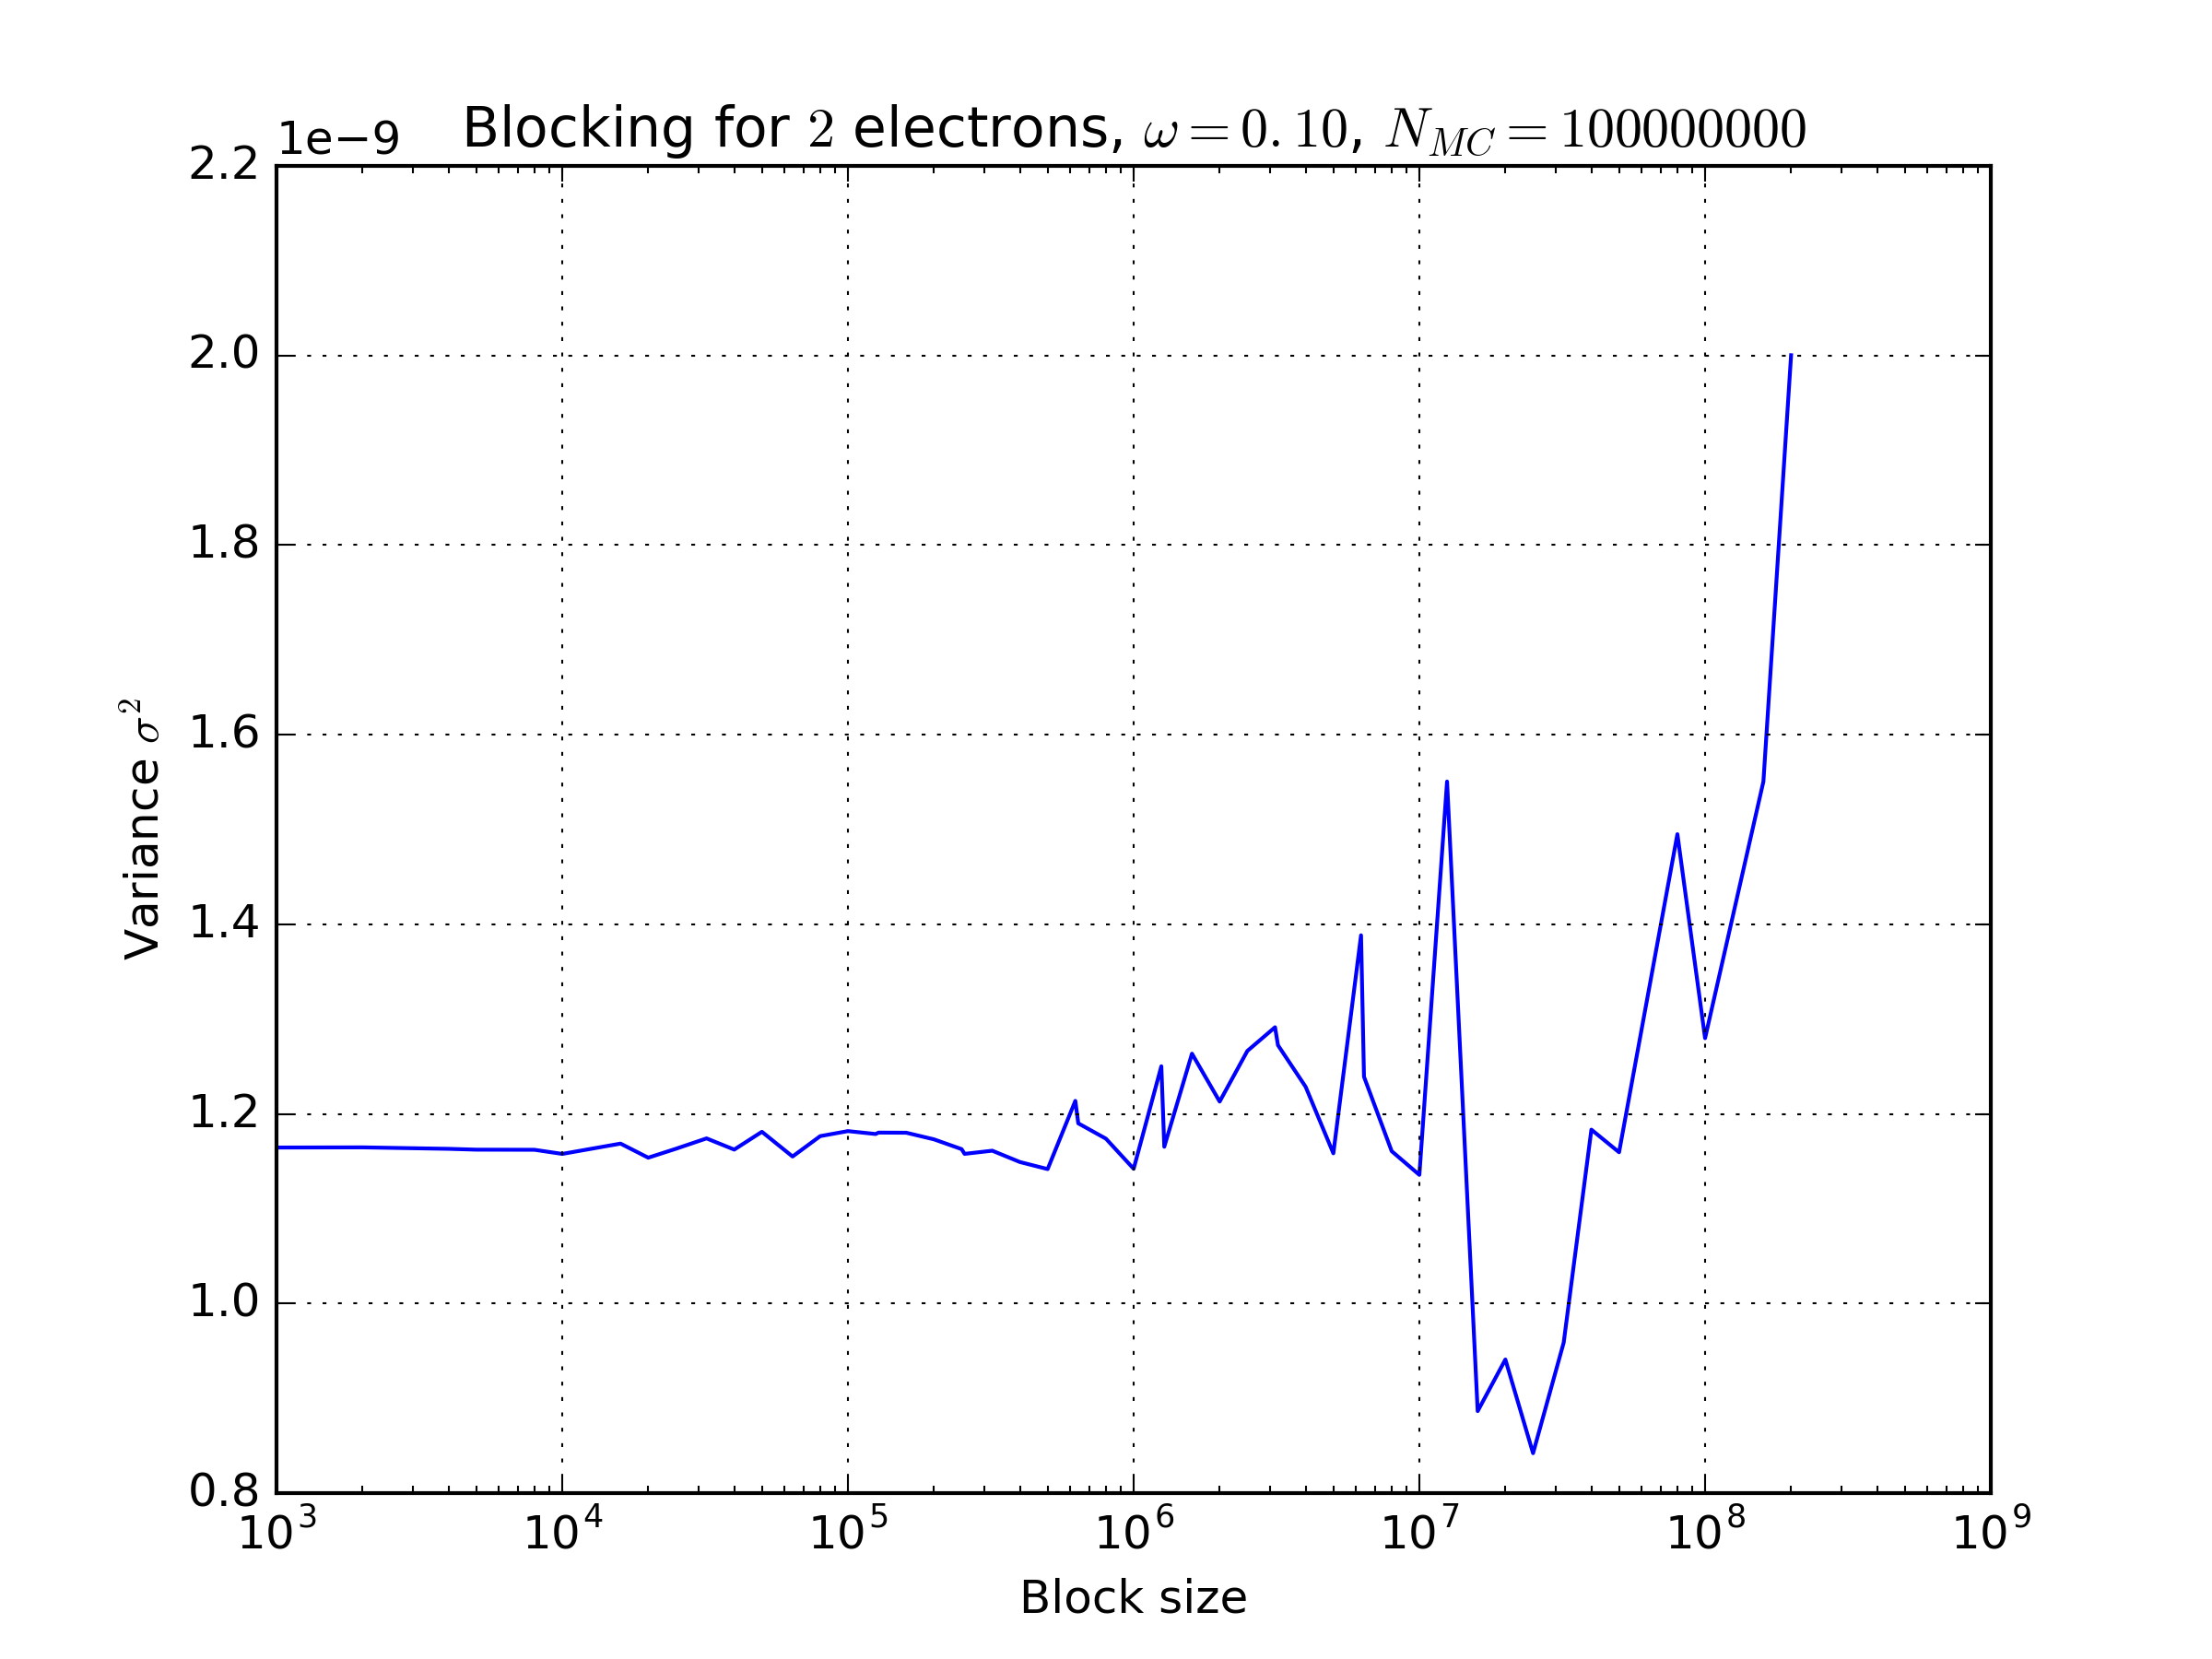 1e−9
Blocking for 2 electrons, ω = 0.10, N_MC = 100000000
2.2
2.0
1.8
1.6
1.4
1.2
1.0
0.8
Variance σ²
10³ 10⁴ 10⁵ 10⁶ 10⁷ 10⁸ 10⁹
Block size